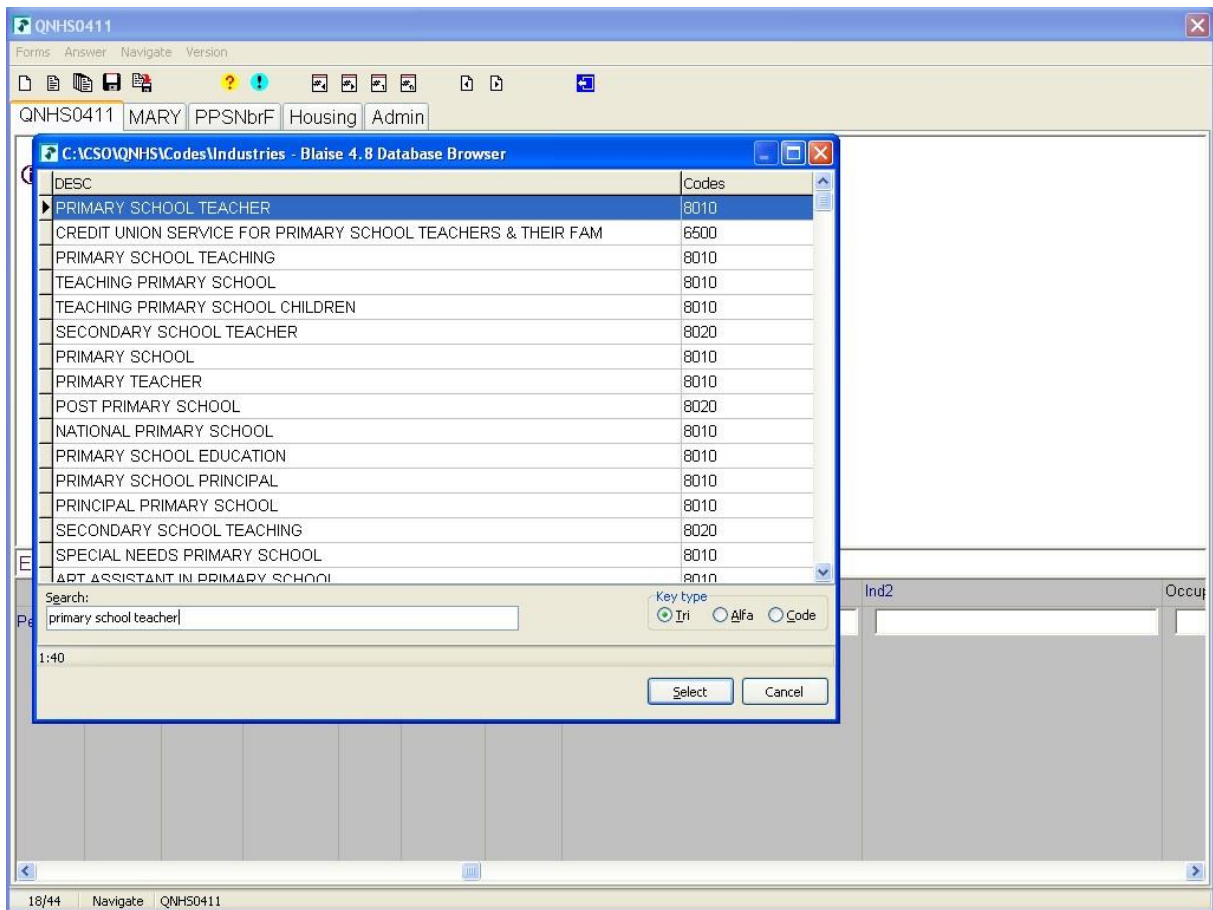 QNHS0411
Forms Answer Navigate Version
QNHS0411 MARY PPSNbrF Housing Admin
C:\CSO\QNHS\Codes\Industries - Blaise 4.8 Database Browser
DESC Codes
PRIMARY SCHOOL TEACHER 8010
CREDIT UNION SERVICE FOR PRIMARY SCHOOL TEACHERS & THEIR FAM 6500
PRIMARY SCHOOL TEACHING 8010
TEACHING PRIMARY SCHOOL 8010
TEACHING PRIMARY SCHOOL CHILDREN 8010
SECONDARY SCHOOL TEACHER 8020
PRIMARY SCHOOL 8010
PRIMARY TEACHER 8010
POST PRIMARY SCHOOL 8020
NATIONAL PRIMARY SCHOOL 8010
PRIMARY SCHOOL EDUCATION 8010
PRIMARY SCHOOL PRINCIPAL 8010
PRINCIPAL PRIMARY SCHOOL 8010
SECONDARY SCHOOL TEACHING 8020
SPECIAL NEEDS PRIMARY SCHOOL 8010
ART ASSISTANT IN PRIMARY SCHOOL 8010
Search: Key type
primary school teacher Tri Alfa Code
Ind2 Occup
1:40
Select Cancel
18/44 Navigate QNHS0411